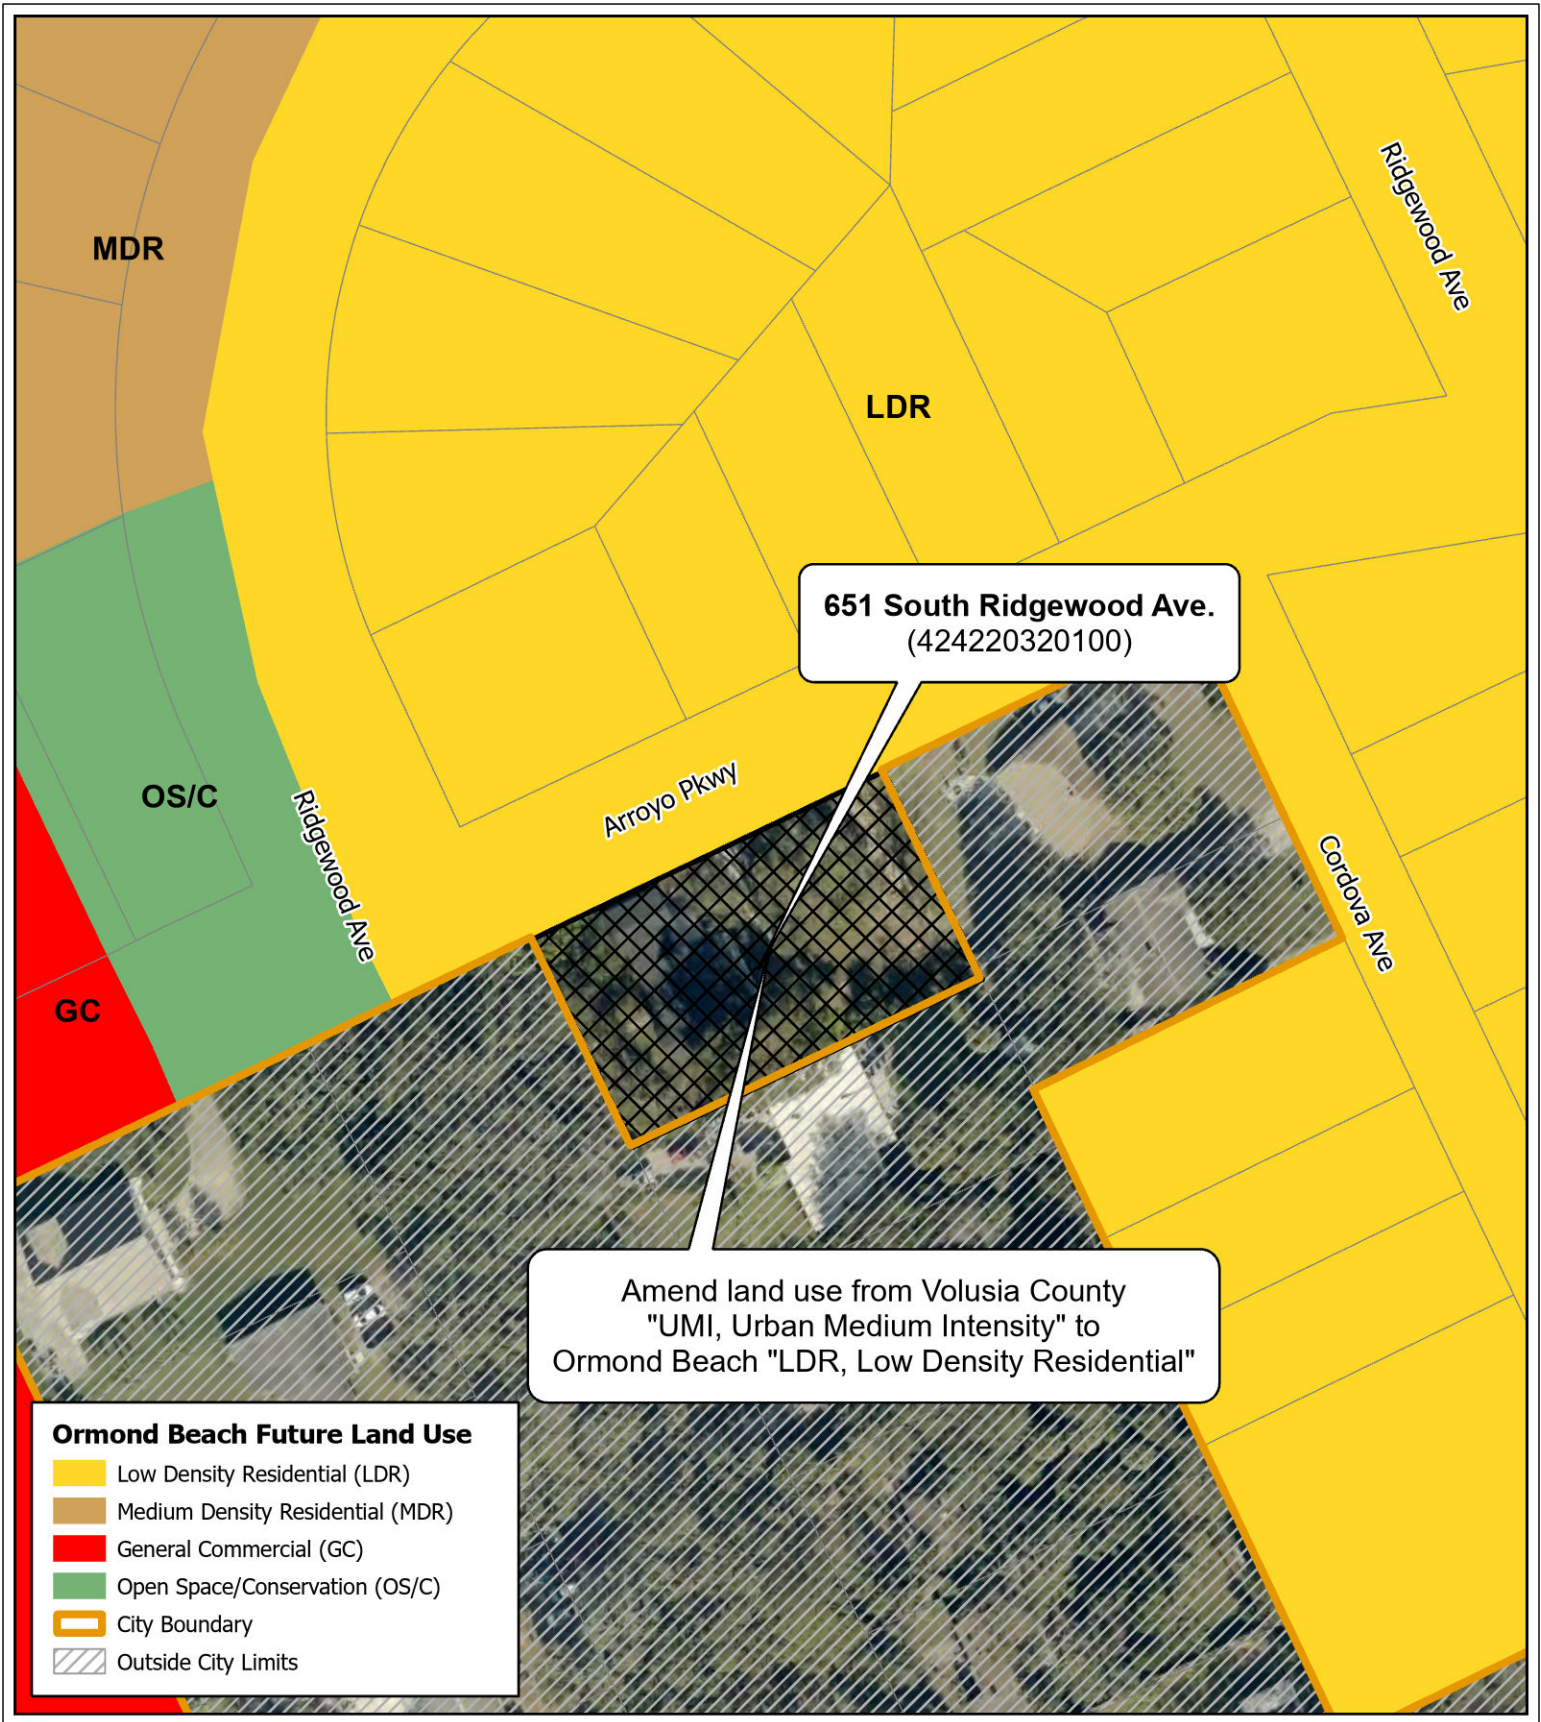 Ridgewood Ave
MDR
LDR
651 South Ridgewood Ave.
(424220320100)
Arroyo Pkwy
OS/C
Ridgewood Ave
Cordova Ave
GC
Amend land use from Volusia County
"UMI, Urban Medium Intensity" to
Ormond Beach "LDR, Low Density Residential"
Ormond Beach Future Land Use
Low Density Residential (LDR)
Medium Density Residential (MDR)
General Commercial (GC)
Open Space/Conservation (OS/C)
City Boundary
Outside City Limits